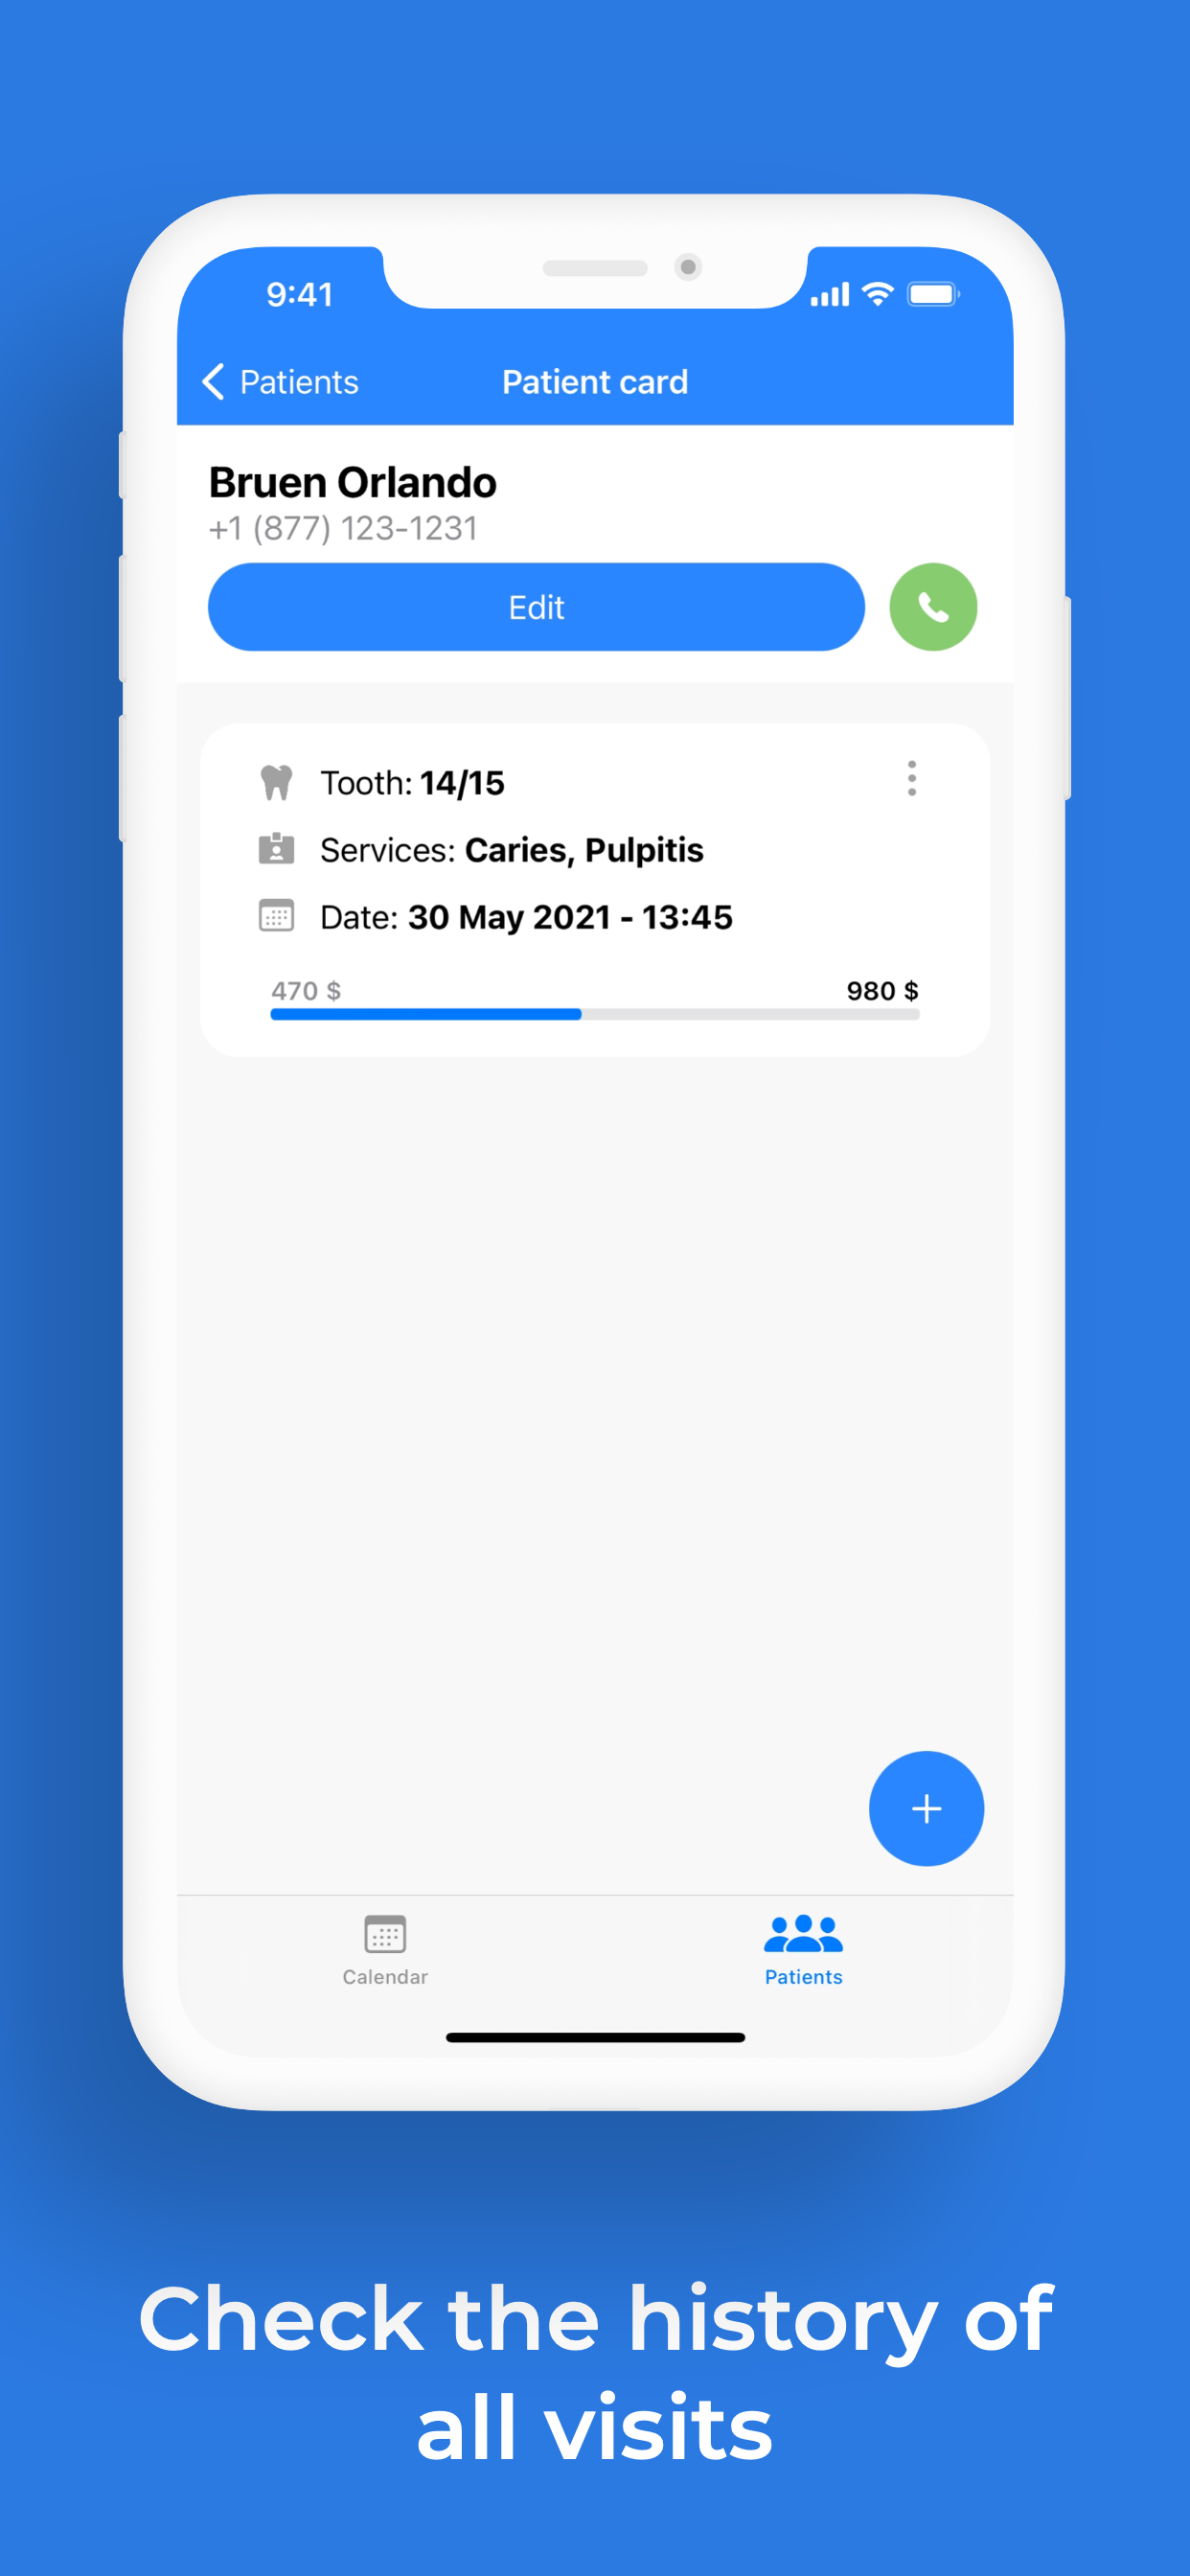 9:41
Patients
Patient card
Bruen Orlando
+1 (877) 123-1231
Edit
Tooth: 14/15
Services: Caries, Pulpitis
Date: 30 May 2021 - 13:45
470 $ 980 $
Calendar
Patients
Check the history of
all visits